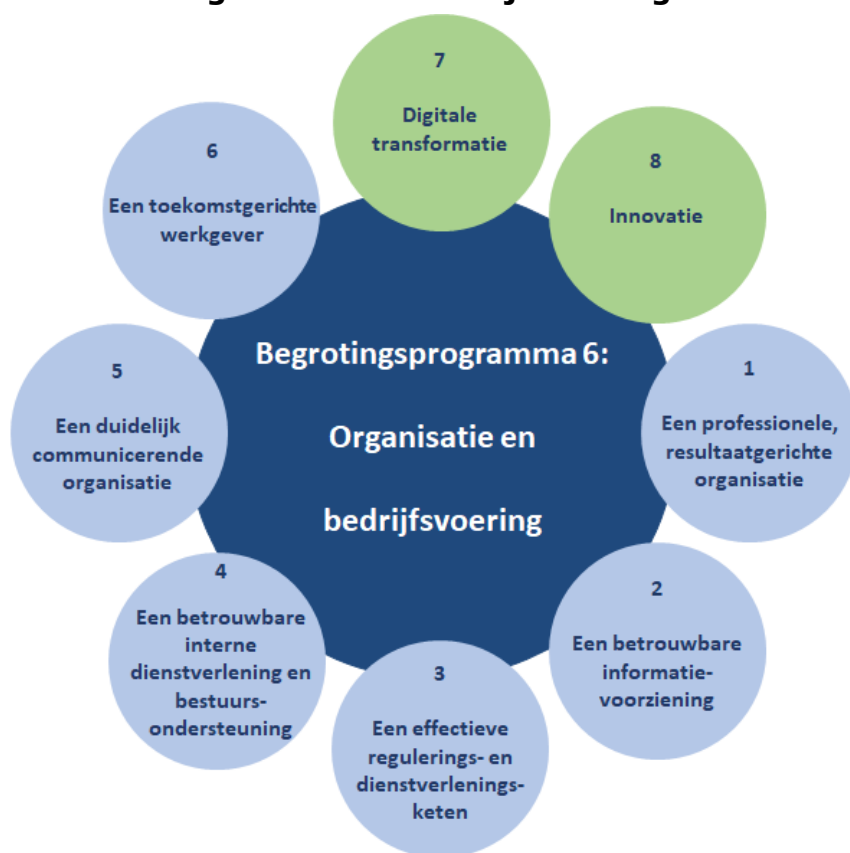 Begrotingsprogramma 6:
Organisatie en
bedrijfsvoering
1
Een professionele,
resultaatgerichte
organisatie
2
Een betrouwbare
informatie-
voorziening
3
Een effectieve
regulerings- en
dienstverlenings-
keten
4
Een betrouwbare
interne
dienstverlening en
bestuurs-
ondersteuning
5
Een duidelijk
communicerende
organisatie
6
Een toekomstgerichte
werkgever
7
Digitale
transformatie
8
Innovatie